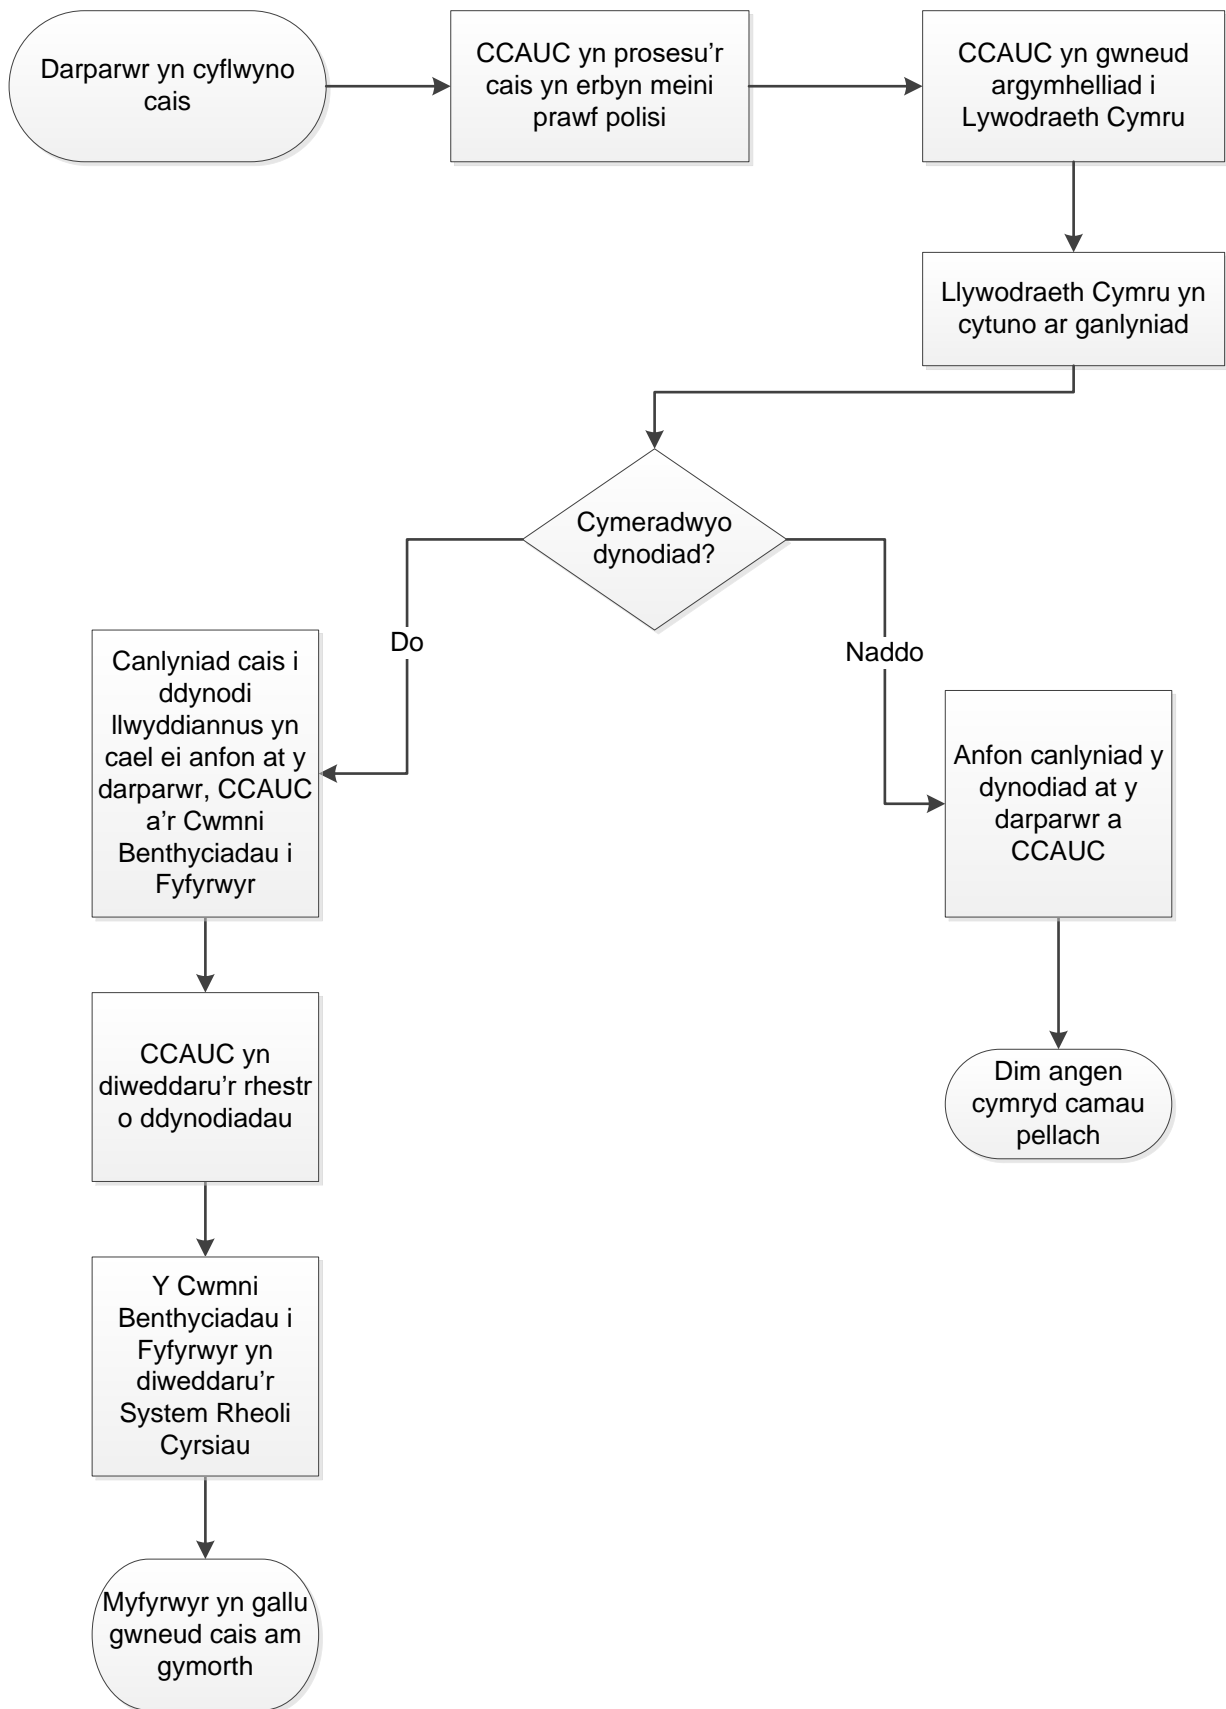 Darparwr yn cyflwyno
cais
CCAUC yn prosesu’r
cais yn erbyn meini
prawf polisi
CCAUC yn gwneud
argymhelliad i
Lywodraeth Cymru
Llywodraeth Cymru yn
cytuno ar ganlyniad
Cymeradwyo
dynodiad?
Do
Naddo
Canlyniad cais i
ddynodi
llwyddiannus yn
cael ei anfon at y
darparwr, CCAUC
a’r Cwmni
Benthyciadau i
Fyfyrwyr
Anfon canlyniad y
dynodiad at y
darparwr a
CCAUC
CCAUC yn
diweddaru’r rhestr
o ddynodiadau
Dim angen
cymryd camau
pellach
Y Cwmni
Benthyciadau i
Fyfyrwyr yn
diweddaru’r
System Rheoli
Cyrsiau
Myfyrwyr yn gallu
gwneud cais am
gymorth